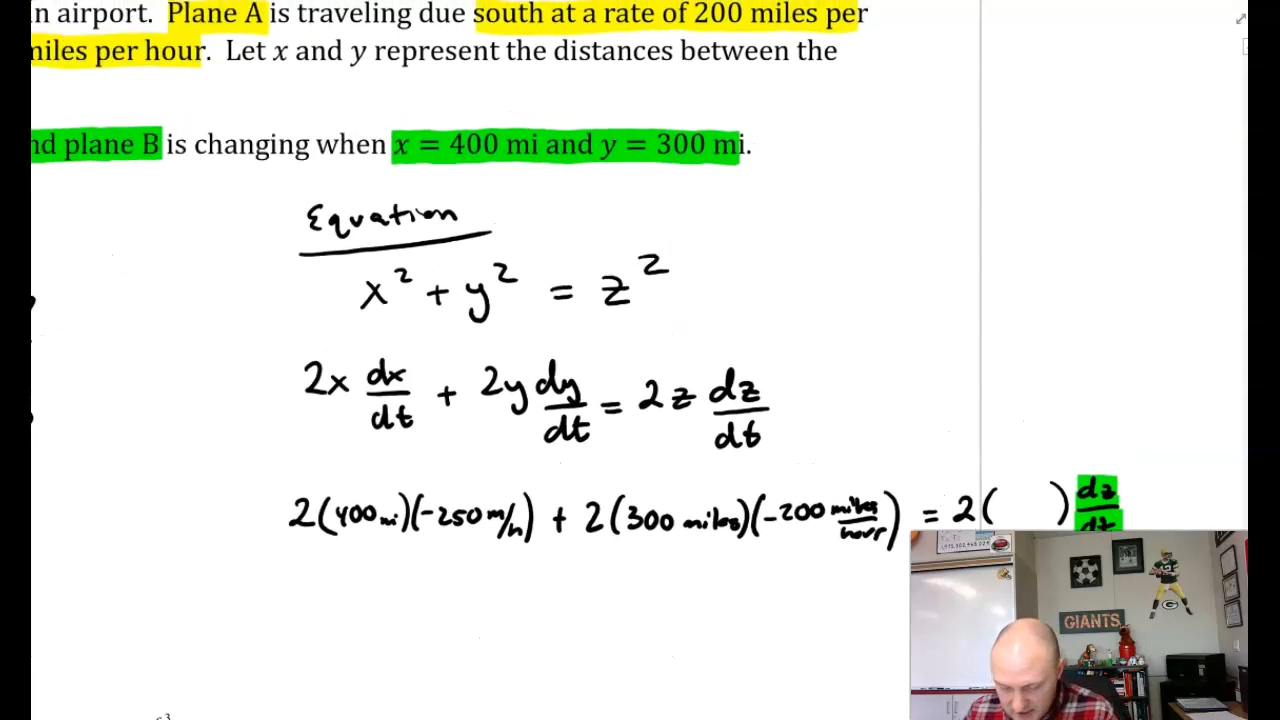 n airport. Plane A is traveling due south at a rate of 200 miles per
miles per hour. Let x and y represent the distances between the
nd plane B is changing when x = 400 mi and y = 300 mi.
Equation
x² + y² = z²
2x dx/dt + 2y dy/dt = 2z dz/dt
2(400 mi)(-250 m/h) + 2(300 miles)(-200 miles/hour) = 2( ) dz/dt
GIANTS
G